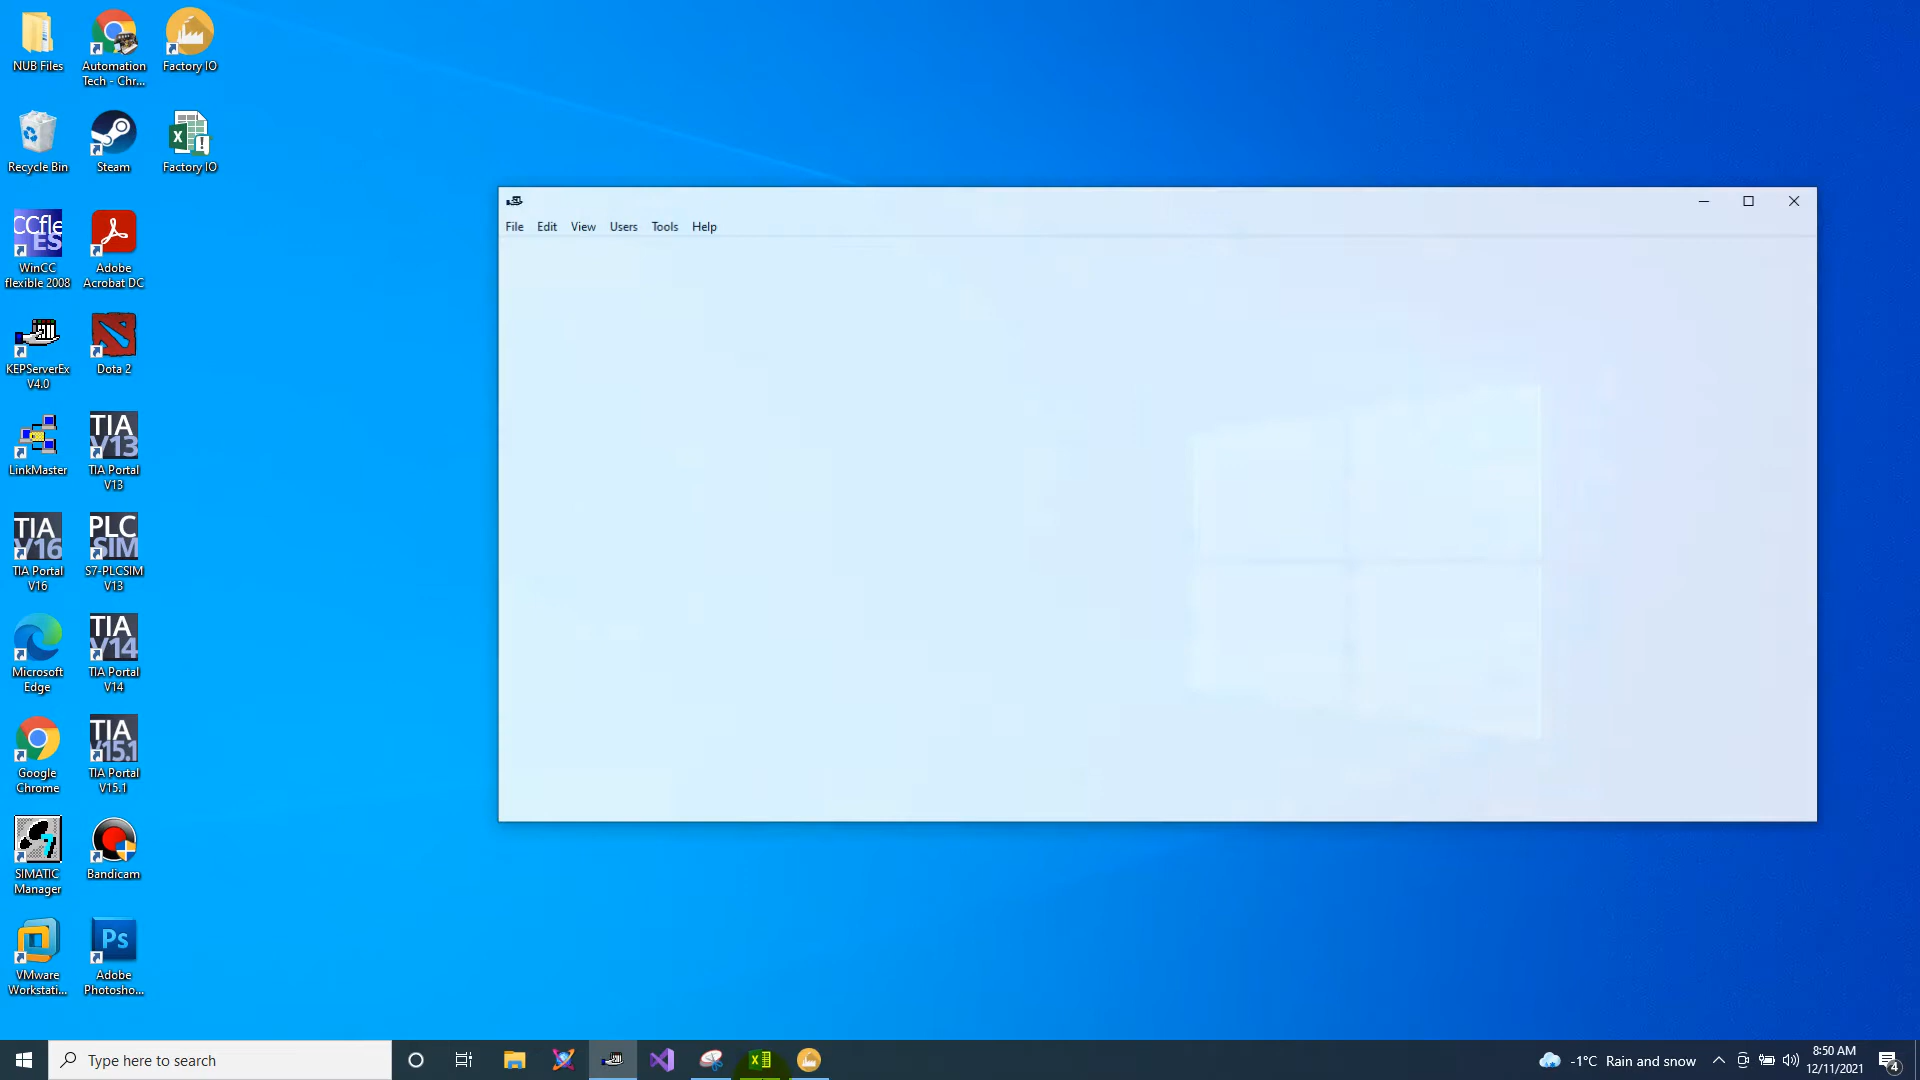 NUB Files
Automation
Tech - Chr...
Factory IO
Recycle Bin
Steam
Factory IO
CCfle
ES
WinCC
flexible 2008
Adobe
Acrobat DC
KEPServerEx
V4.0
Dota 2
LinkMaster
TIA
V13
TIA Portal
V13
TIA
V16
TIA Portal
V16
PLC
SIM
S7-PLCSIM
V13
Microsoft
Edge
TIA
V14
TIA Portal
V14
Google
Chrome
TIA
V15.1
TIA Portal
V15.1
SIMATIC
Manager
Bandicam
VMware
Workstati...
Ps
Adobe
Photosho...
File Edit View Users Tools Help
Type here to search
-1°C Rain and snow
8:50 AM
12/11/2021
4